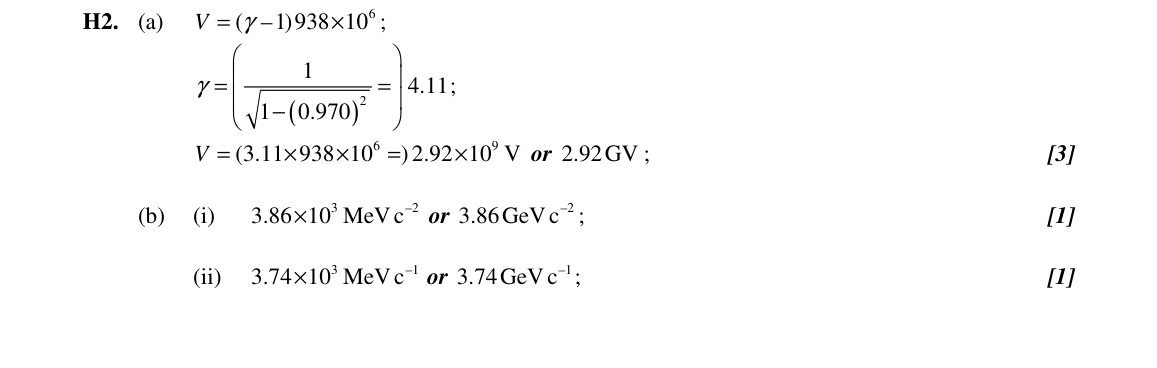 H2. (a) V = (γ – 1)938×10⁶ ;
γ = ( 1 / √(1–(0.970)²) = ) 4.11;
V = (3.11×938×10⁶ =) 2.92×10⁹ V or 2.92 GV ; [3]
(b) (i) 3.86×10³ MeV c⁻² or 3.86 GeV c⁻² ; [1]
(ii) 3.74×10³ MeV c⁻¹ or 3.74 GeV c⁻¹ ; [1]